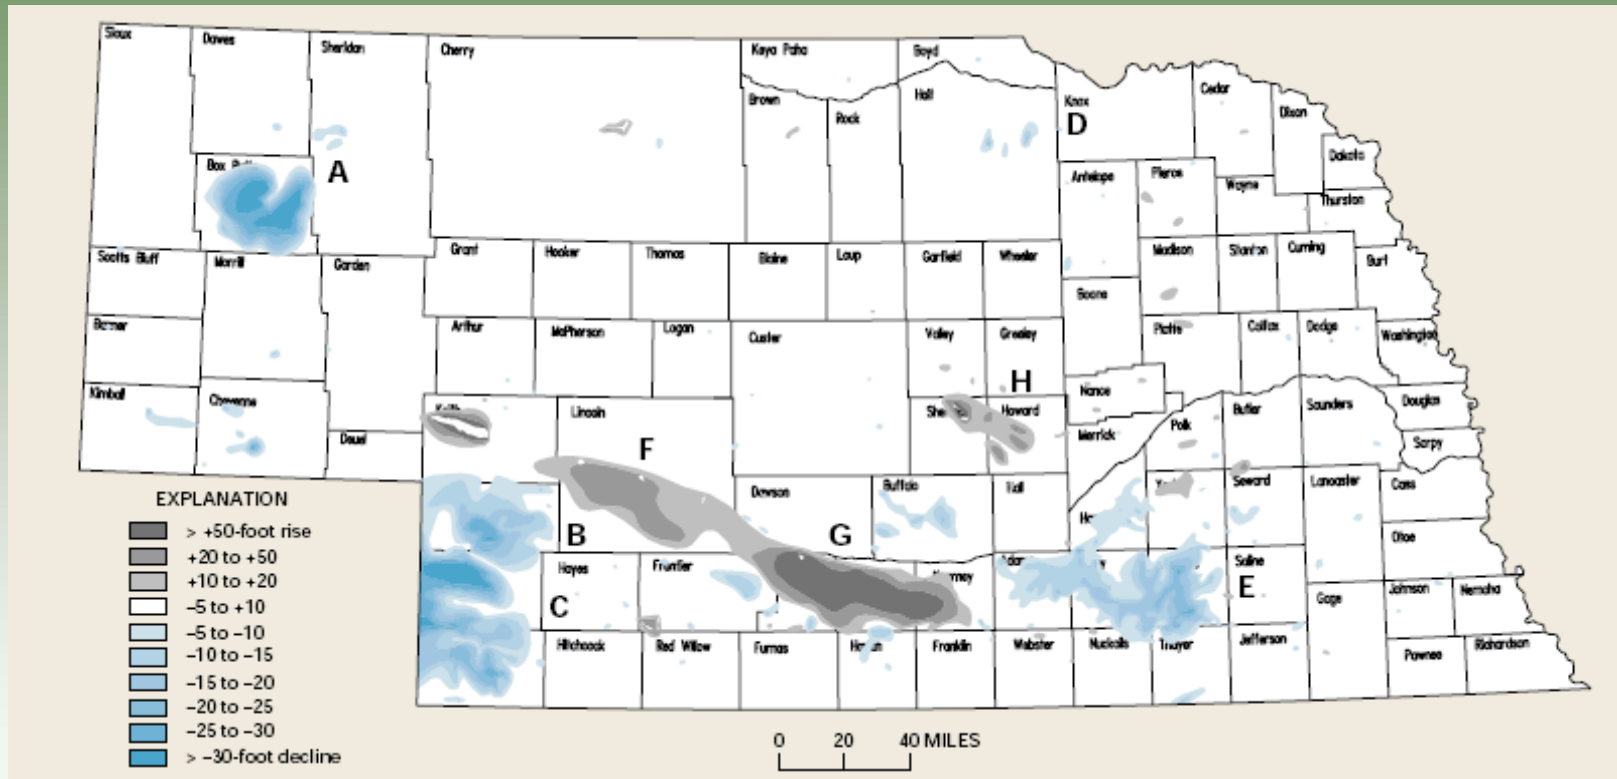 Sioux
Dawes
Sheridan
Cherry
Keya Paha
Boyd
Knox
Cedar
Dixon
Brown
Rock
Holt
D
Dakota
Box
A
Antelope
Pierce
Wayne
Thurston
Scotts Bluff
Morrill
Garden
Grant
Hooker
Thomas
Blaine
Loup
Garfield
Wheeler
Madison
Stanton
Cuming
Burt
Boone
Banner
Arthur
McPherson
Logan
Custer
Valley
Greeley
Platte
Colfax
Dodge
Washington
H
Kimball
Cheyenne
Lincoln
Howard
Nance
Butler
Saunders
Douglas
Deuel
F
Merrick
Polk
Sarpy
EXPLANATION
> +50-foot rise
+20 to +50
+10 to +20
–5 to +10
–5 to –10
–10 to –15
–15 to –20
–20 to –25
–25 to –30
> –30-foot decline
Dawson
Buffalo
Hall
Seward
Lancaster
Cass
B
G
Otoe
Hayes
Frontier
Saline
C
E
Gage
Johnson
Nemaha
Hitchcock
Red Willow
Furnas
Franklin
Webster
Nuckolls
Thayer
Jefferson
Pawnee
Richardson
0 20 40 MILES